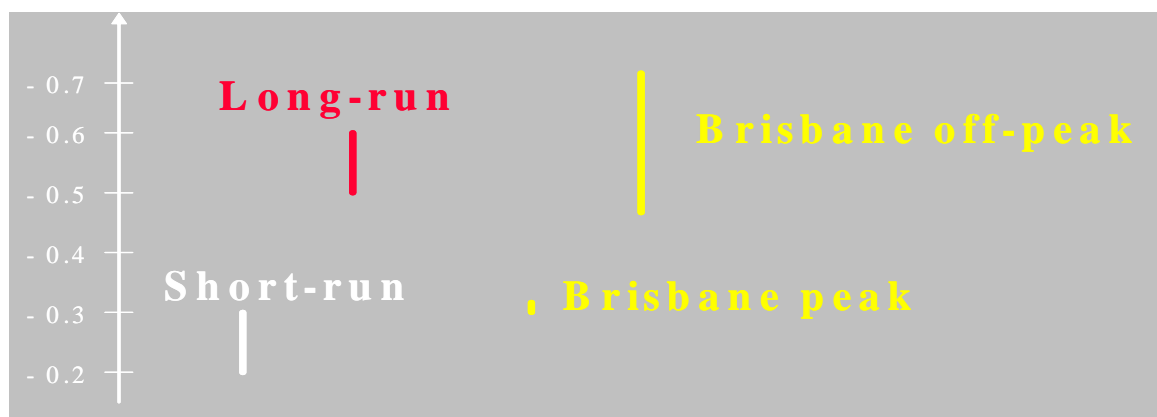 - 0.7
Long-run
Brisbane off-peak
- 0.6
- 0.5
- 0.4
Short-run
Brisbane peak
- 0.3
- 0.2